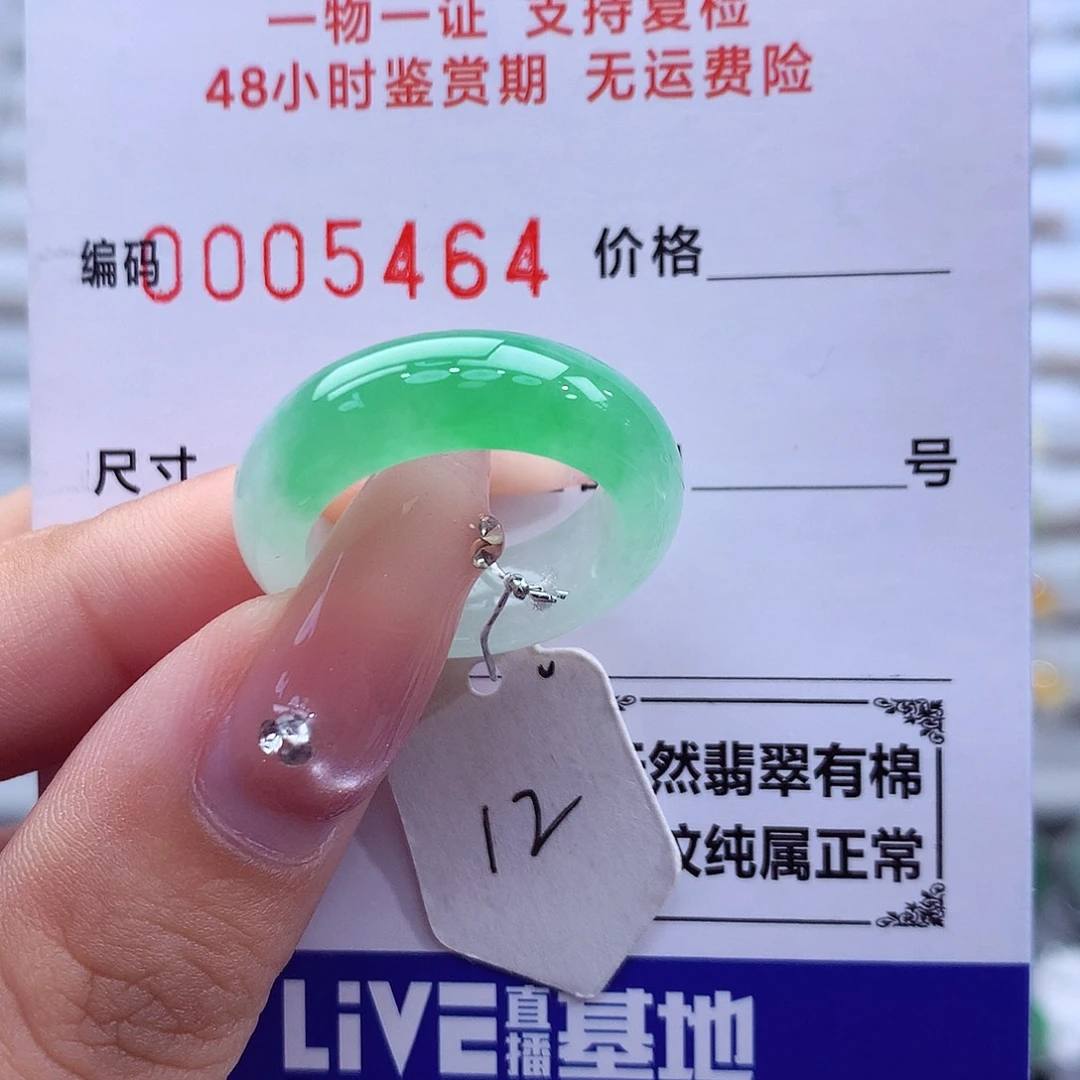 一物一证 支持复检
48小时鉴赏期 无运费险
编码0005464 价格
尺寸 号
12
然翡翠有棉
纹纯属正常
LiVE直播基地